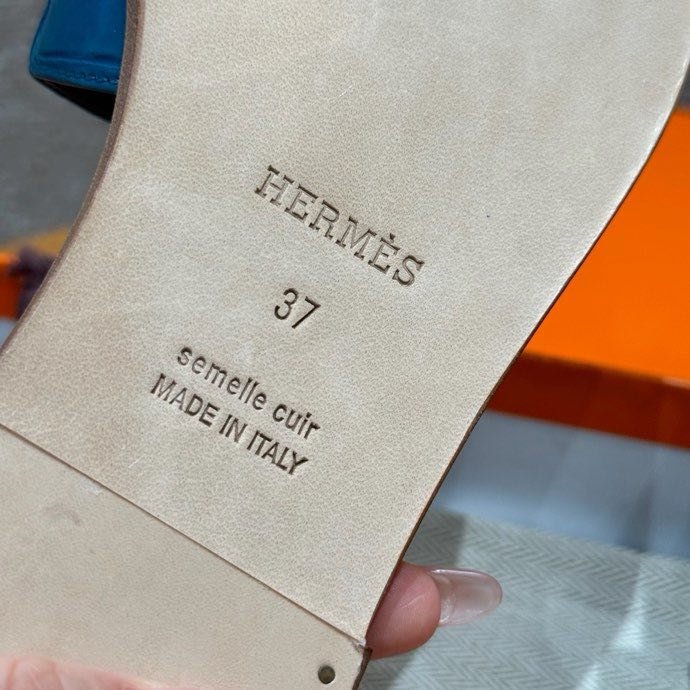 HERMÈS
37
semelle cuir
MADE IN ITALY